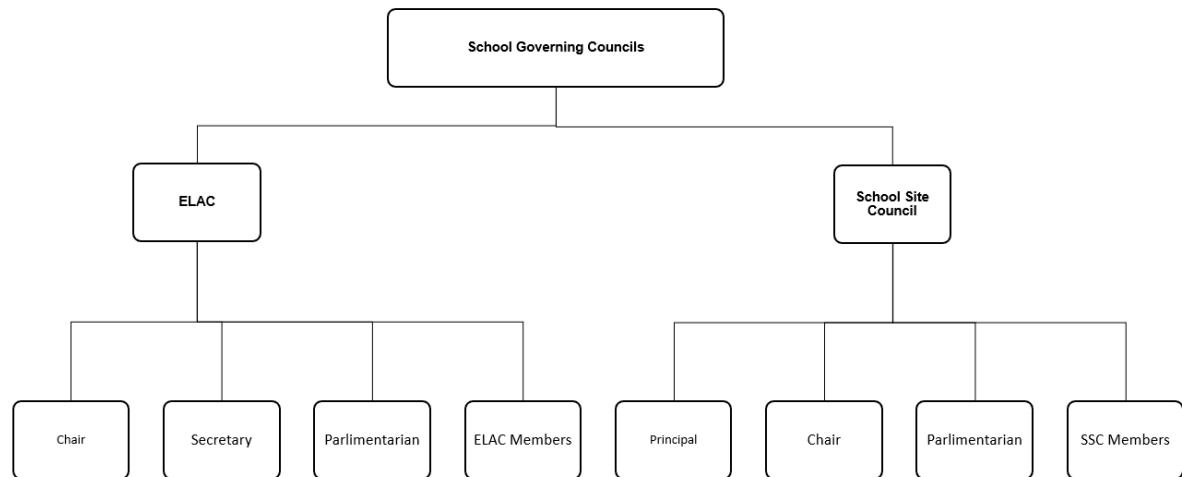 School Governing Councils
ELAC
School Site
Council
Chair
Secretary
Parlimentarian
ELAC Members
Principal
Chair
Parlimentarian
SSC Members